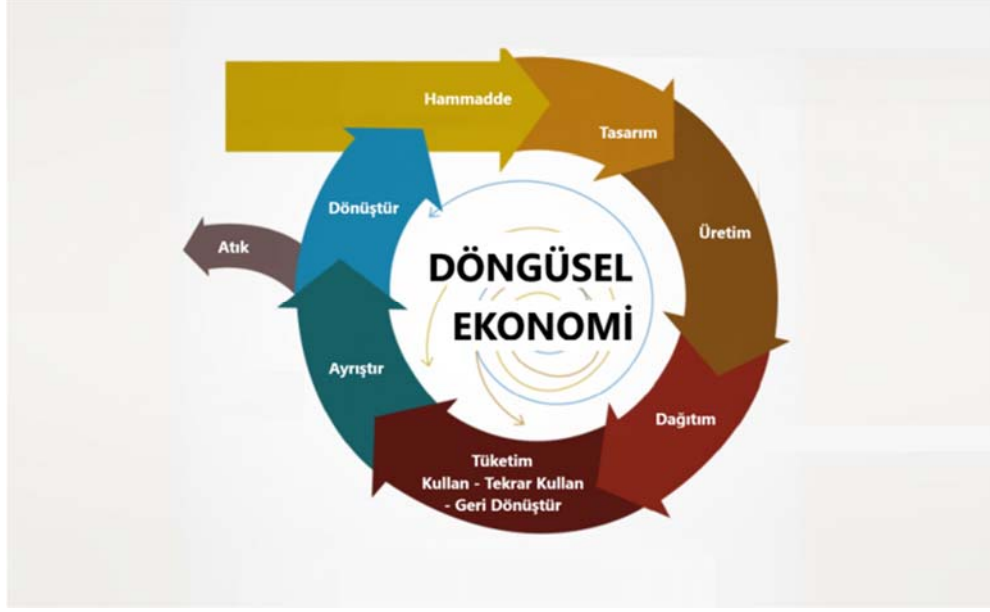 Hammadde
Tasarım
Üretim
Dağıtım
Tüketim
Kullan - Tekrar Kullan
- Geri Dönüştür
Ayrıştır
Atık
Dönüştür
DÖNGÜSEL
EKONOMİ